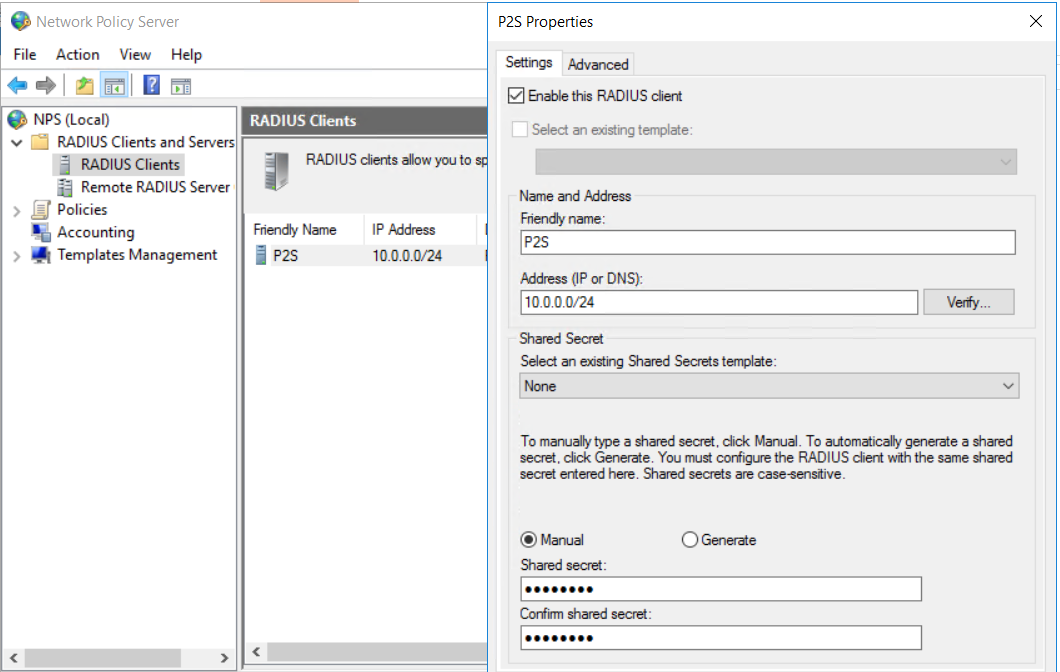 Network Policy Server
File Action View Help
NPS (Local)
RADIUS Clients and Servers
RADIUS Clients
Remote RADIUS Server
Policies
Accounting
Templates Management
RADIUS Clients
RADIUS clients allow you to sp
Friendly Name IP Address
P2S 10.0.0.0/24
P2S Properties
Settings Advanced
Enable this RADIUS client
Select an existing template:
Name and Address
Friendly name:
P2S
Address (IP or DNS):
10.0.0.0/24 Verify...
Shared Secret
Select an existing Shared Secrets template:
None
To manually type a shared secret, click Manual. To automatically generate a shared
secret, click Generate. You must configure the RADIUS client with the same shared
secret entered here. Shared secrets are case-sensitive.
Manual Generate
Shared secret:
●●●●●●●●
Confirm shared secret:
●●●●●●●●